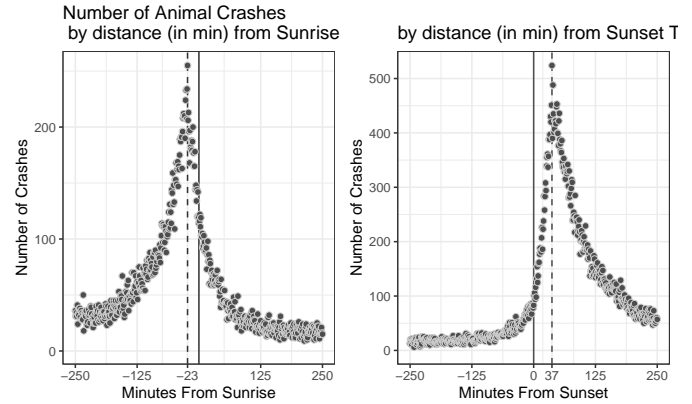 Number of Animal Crashes
by distance (in min) from Sunrise
by distance (in min) from Sunset T
Number of Crashes
200
100
0
−250
−125
−23
125
250
Minutes From Sunrise
Number of Crashes
500
400
300
200
100
0
−250
−125
0
37
125
250
Minutes From Sunset